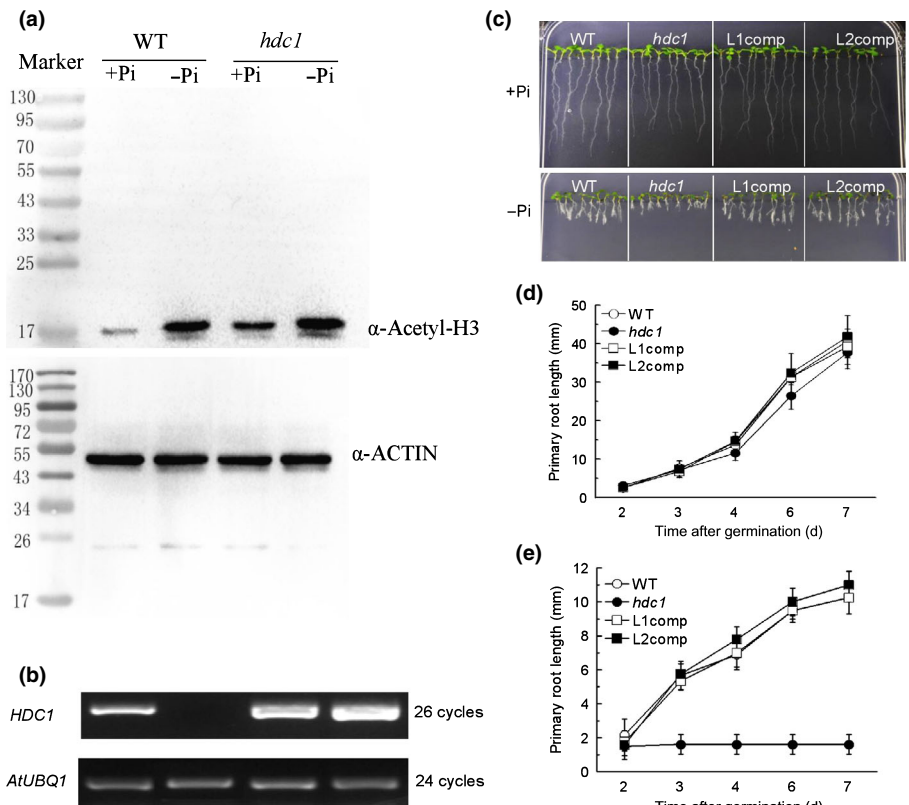 (a)
WT hdc1
Marker +Pi –Pi +Pi –Pi
130
95
70
55
43
33
25
17
α-Acetyl-H3
170
130
95
72
55
43
34
26
17
α-ACTIN
(b)
HDC1 26 cycles
AtUBQ1 24 cycles
(c)
WT hdc1 L1comp L2comp
+Pi
WT hdc1 L1comp L2comp
–Pi
(d)
WT
hdc1
L1comp
L2comp
Primary root length (mm)
50
40
30
20
10
0
2 3 4 6 7
Time after germination (d)
(e)
WT
hdc1
L1comp
L2comp
Primary root length (mm)
12
10
8
6
4
2
0
2 3 4 6 7
Time after germination (d)